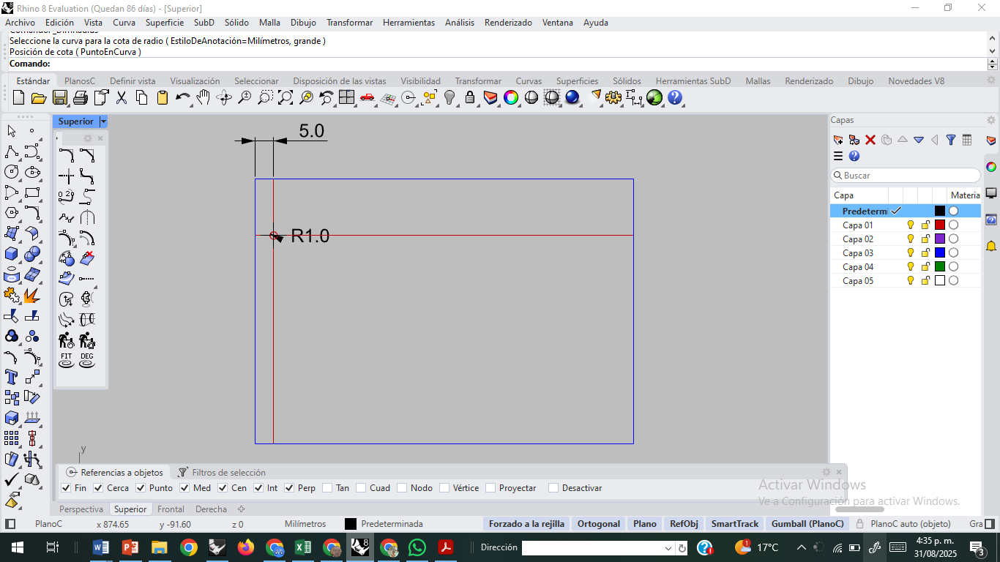 Rhino 8 Evaluation (Quedan 86 días) - [Superior]
Archivo Edición Vista Curva Superficie SubD Sólido Malla Dibujo Transformar Herramientas Análisis Renderizado Ventana Ayuda
Seleccione la curva para la cota de radio ( EstiloDeAnotación=Milímetros, grande )
Posición de cota ( PuntoEnCurva )
Comando:
Estándar PlanosC Definir vista Visualización Seleccionar Disposición de las vistas Visibilidad Transformar Curvas Superficies Sólidos Herramientas SubD Mallas Renderizado Dibujo Novedades V8
Superior
Capas
5.0
Buscar
Capa Materia
Predetermi
Capa 01
Capa 02
Capa 03
Capa 04
Capa 05
R1.0
FIT DEG
y
Referencias a objetos Filtros de selección
Fin Cerca Punto Med Cen Int Perp Tan Cuad Nodo Vértice Proyectar Desactivar
Activar Windows
Ve a Configuración para activar Windows.
Perspectiva Superior Frontal Derecha
PlanoC x 874.65 y -91.60 z 0 Milímetros Predeterminada Forzado a la rejilla Ortogonal Plano RefObj SmartTrack Gumball (PlanoC) PlanoC auto (objeto) Gra
Dirección 17°C 4:35 p. m.
31/08/2025
3